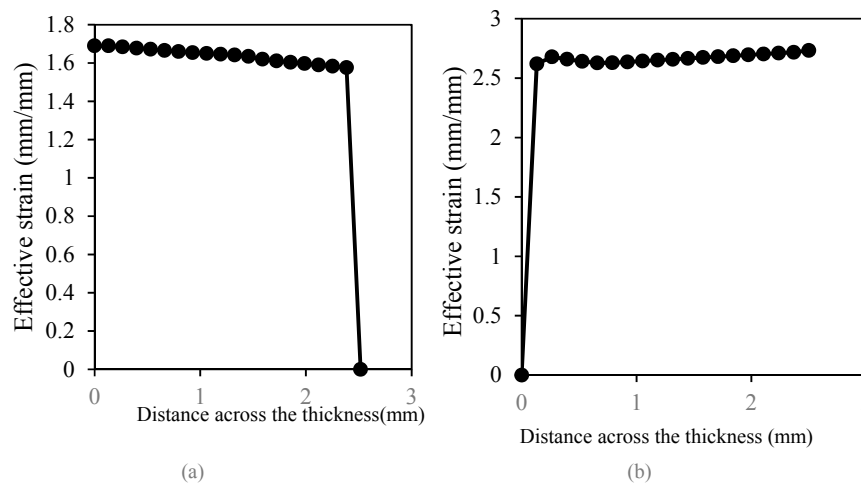 Effective strain (mm/mm)
1.8
1.6
1.4
1.2
1
0.8
0.6
0.4
0.2
0
0 1 2 3
Distance across the thickness(mm)
(a)
Effective strain (mm/mm)
3
2.5
2
1.5
1
0.5
0
0 1 2
Distance across the thickness (mm)
(b)